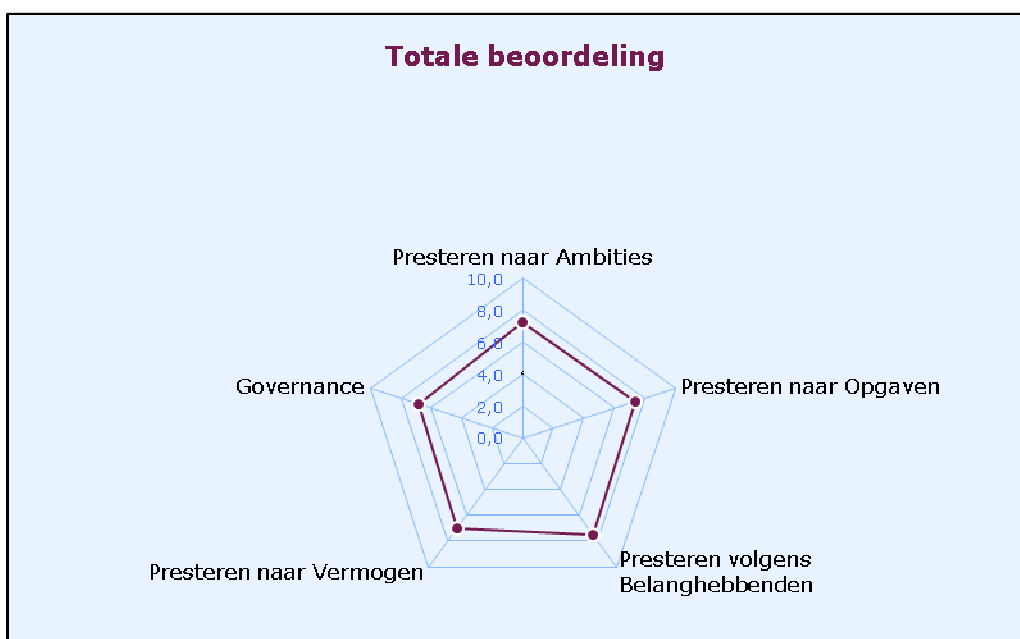 Totale beoordeling
Presteren naar Ambities
10,0
8,0
6,0
4,0
2,0
0,0
Governance
Presteren naar Opgaven
Presteren naar Vermogen
Presteren volgens
Belanghebbenden